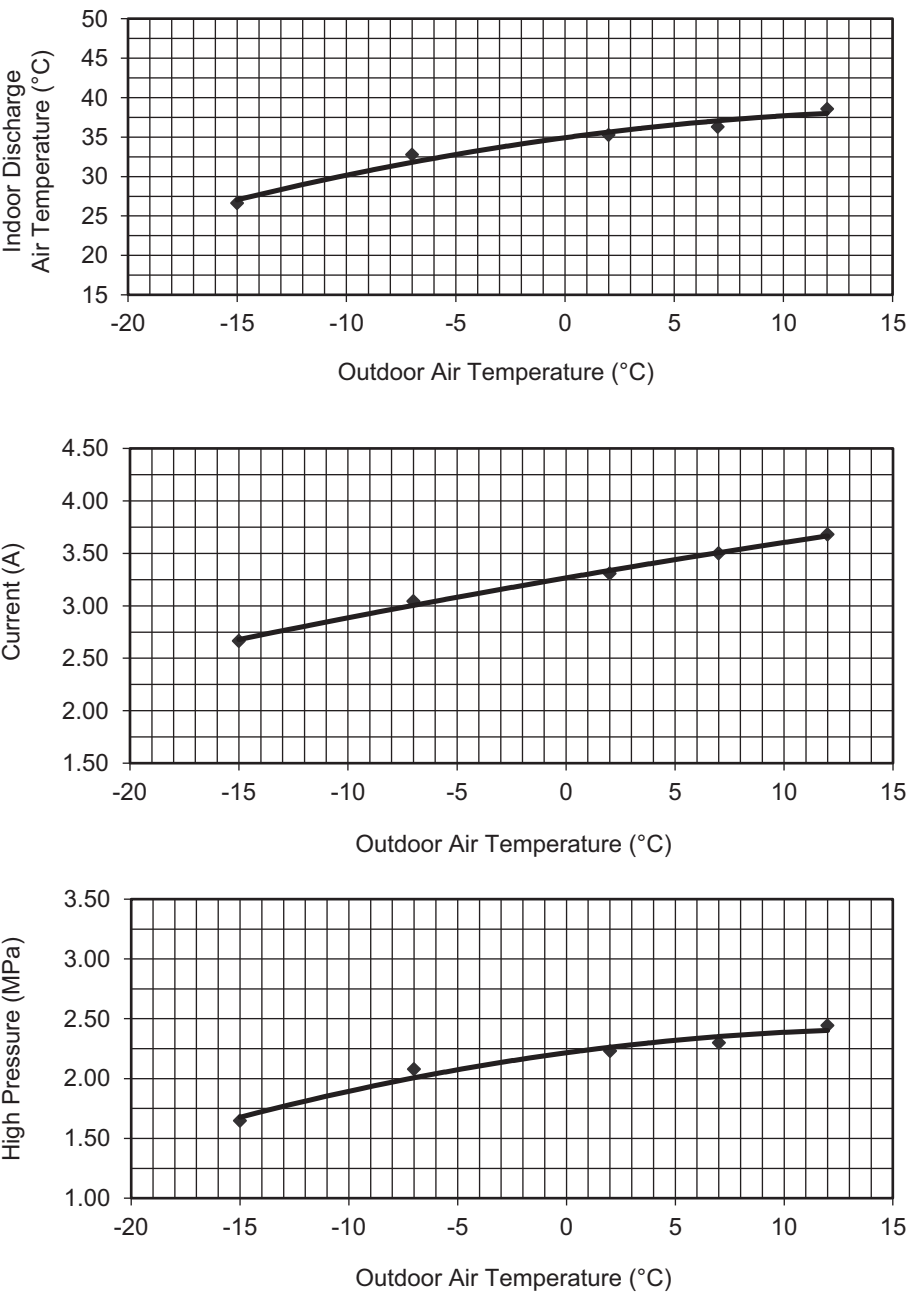 Indoor Discharge
Air Temperature (°C)
50
45
40
35
30
25
20
15
-20 -15 -10 -5 0 5 10 15
Outdoor Air Temperature (°C)
Current (A)
4.50
4.00
3.50
3.00
2.50
2.00
1.50
-20 -15 -10 -5 0 5 10 15
Outdoor Air Temperature (°C)
High Pressure (MPa)
3.50
3.00
2.50
2.00
1.50
1.00
-20 -15 -10 -5 0 5 10 15
Outdoor Air Temperature (°C)